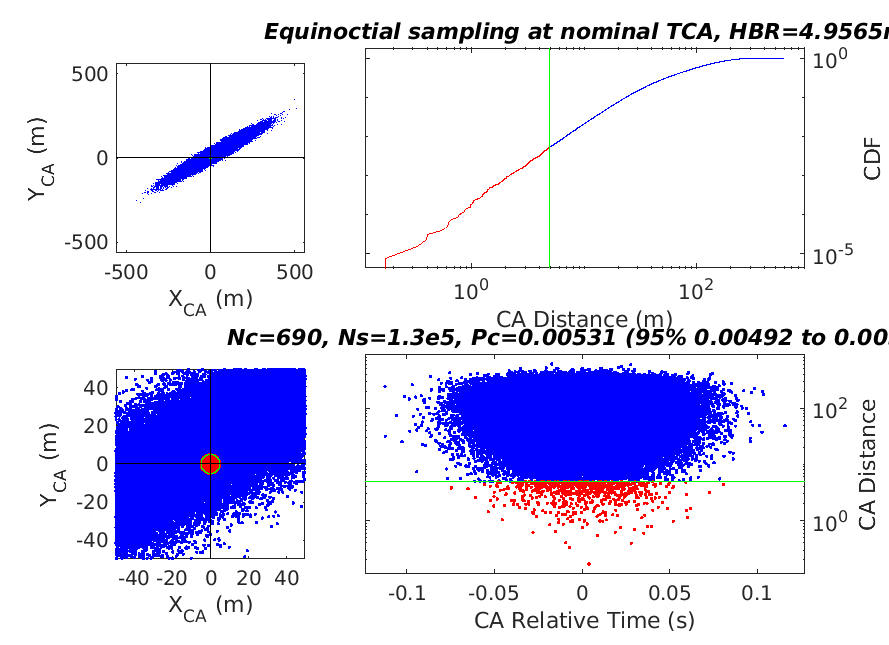 Equinoctial sampling at nominal TCA, HBR=4.9565
500
0
-500
Y_CA (m)
-500 0 500
X_CA (m)
10^0
10^-5
CDF
10^0 10^2
CA Distance (m)
Nc=690, Ns=1.3e5, Pc=0.00531 (95% 0.00492 to 0.00
40
20
0
-20
-40
Y_CA (m)
-40 -20 0 20 40
X_CA (m)
10^2
10^0
CA Distance
-0.1 -0.05 0 0.05 0.1
CA Relative Time (s)